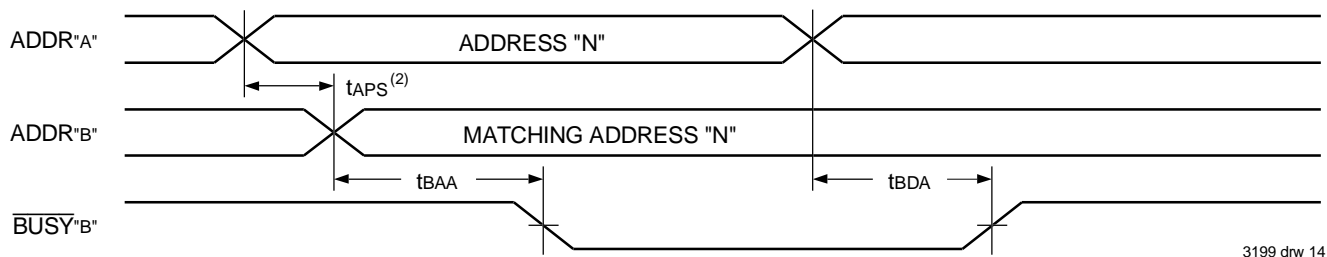 ADDR"A"
ADDRESS "N"
tAPS(2)
ADDR"B"
MATCHING ADDRESS "N"
tBAA
tBDA
BUSY"B"
3199 drw 14